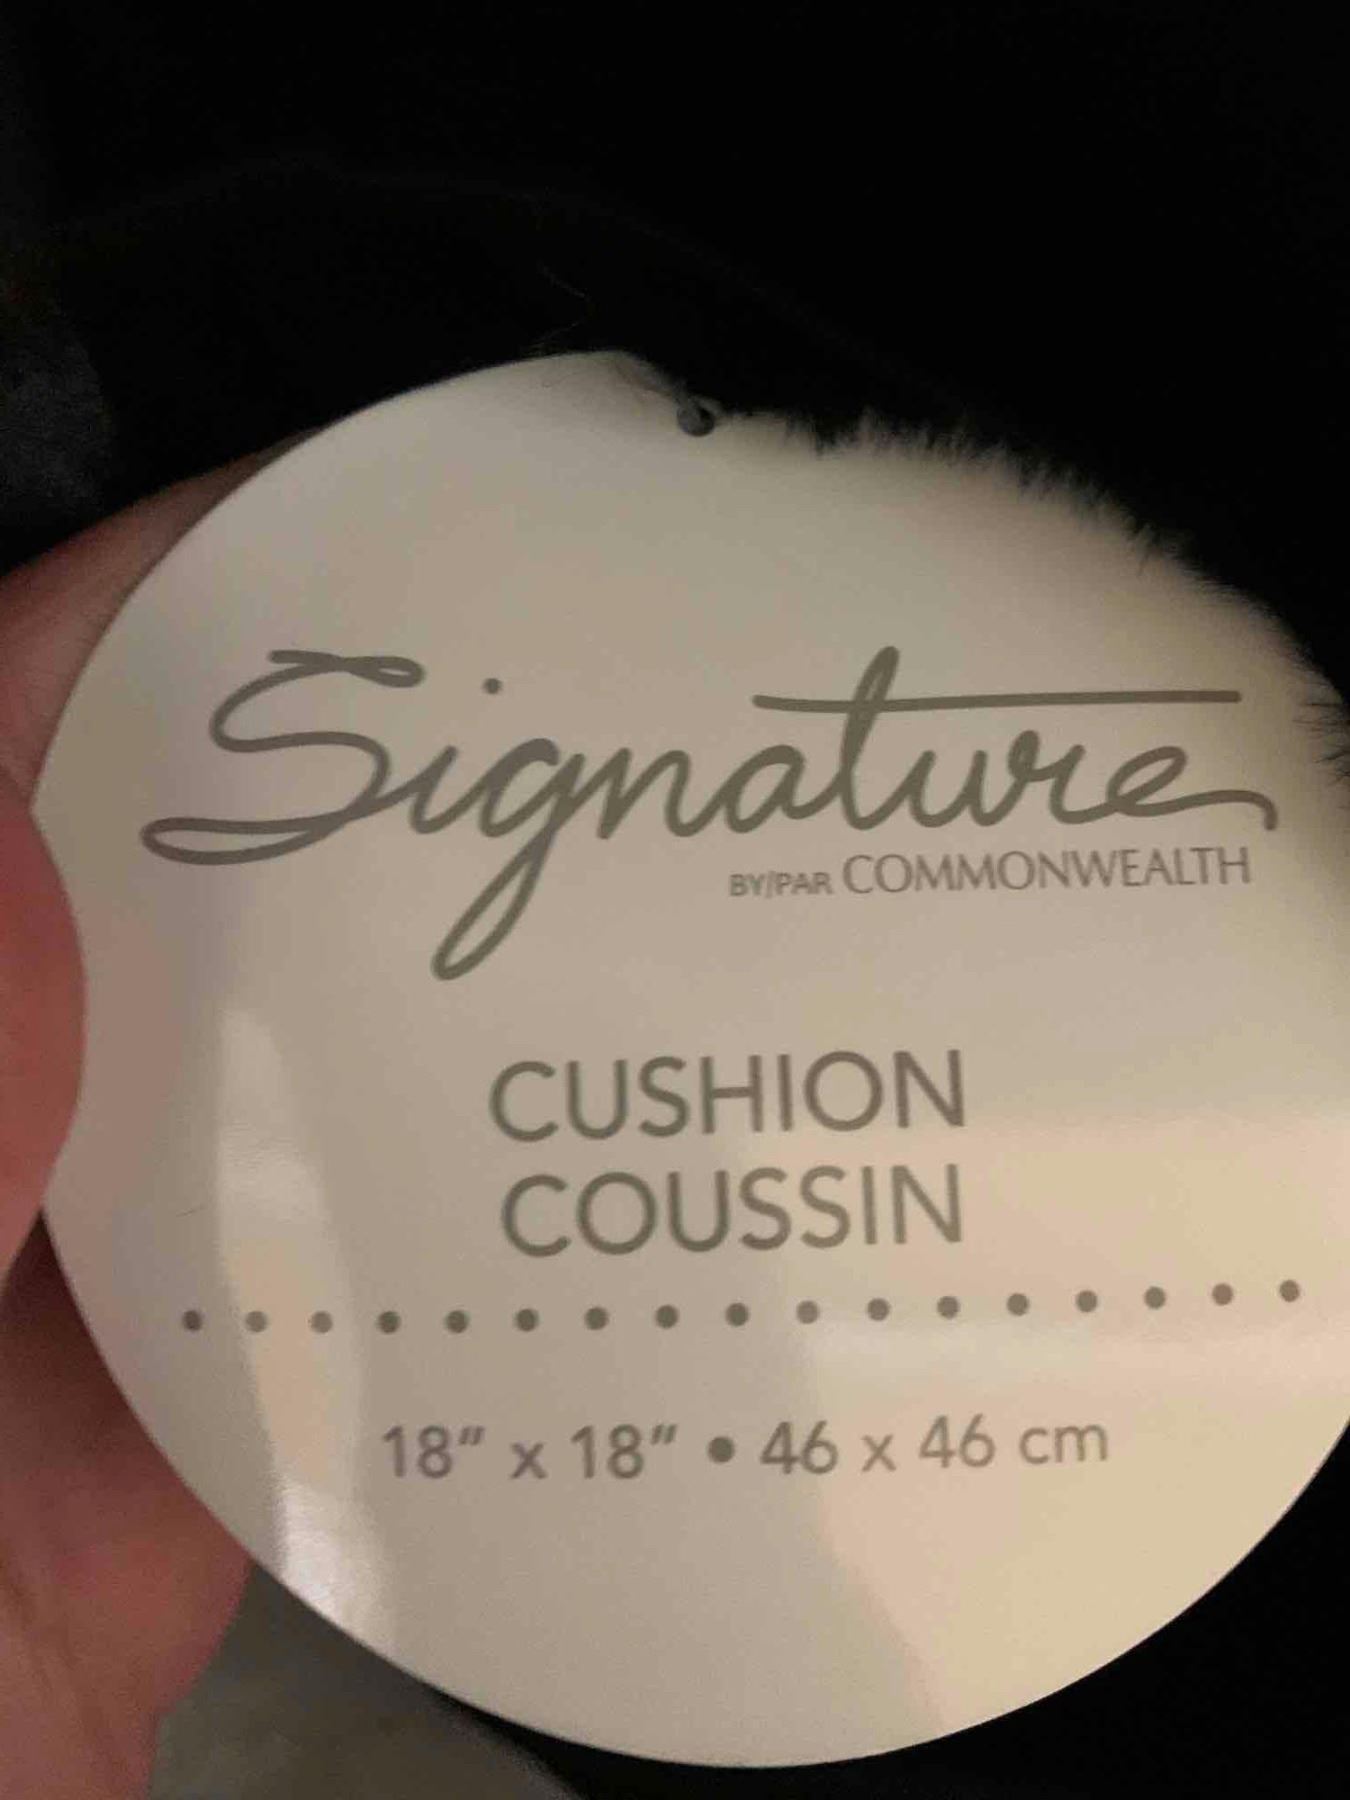 Signature
BY/PAR COMMONWEALTH
CUSHION
COUSSIN
18" x 18" • 46 x 46 cm